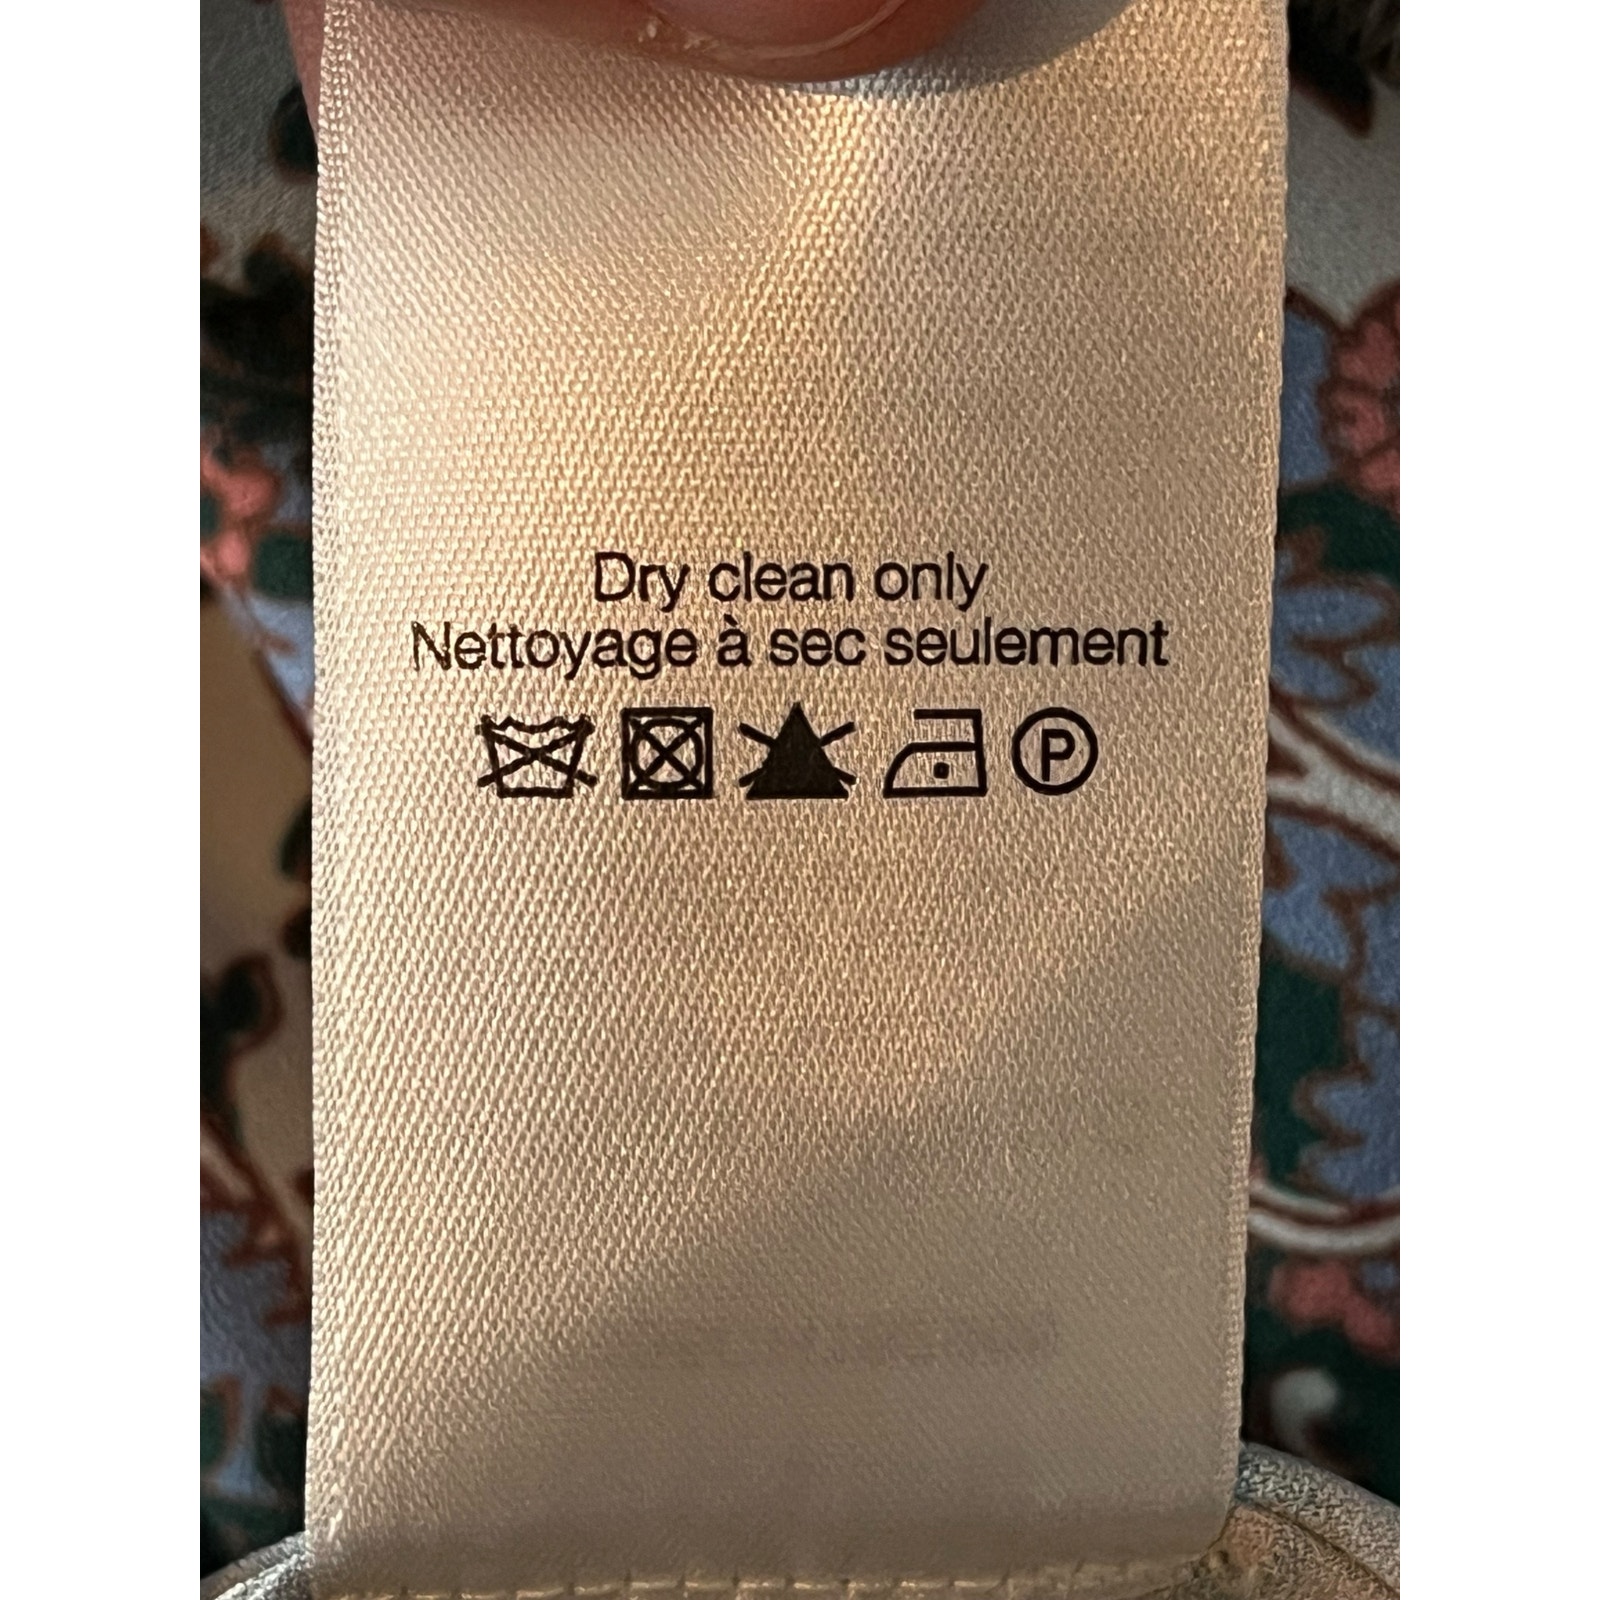 Dry clean only
Nettoyage à sec seulement
P